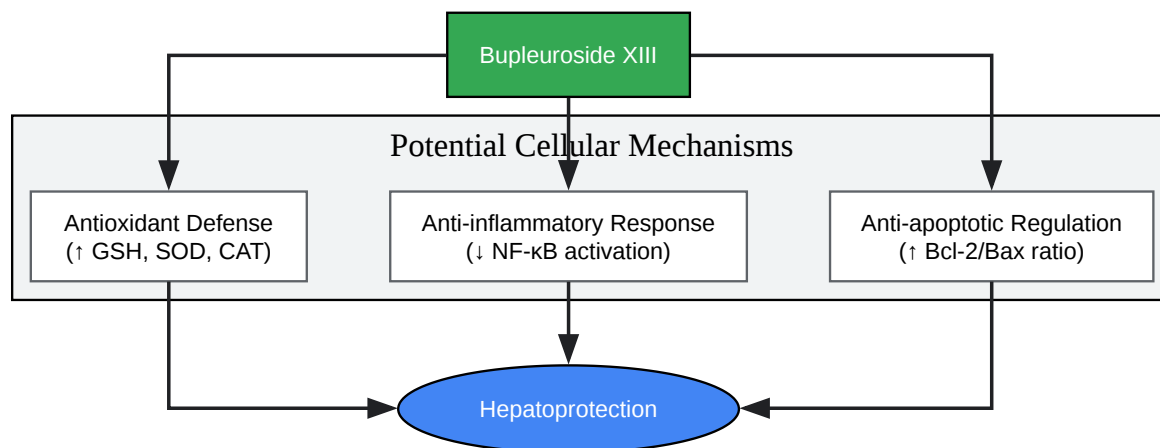 Bupleuroside XIII
Potential Cellular Mechanisms
Antioxidant Defense
(↑ GSH, SOD, CAT)
Anti-inflammatory Response
(↓ NF-κB activation)
Anti-apoptotic Regulation
(↑ Bcl-2/Bax ratio)
Hepatoprotection